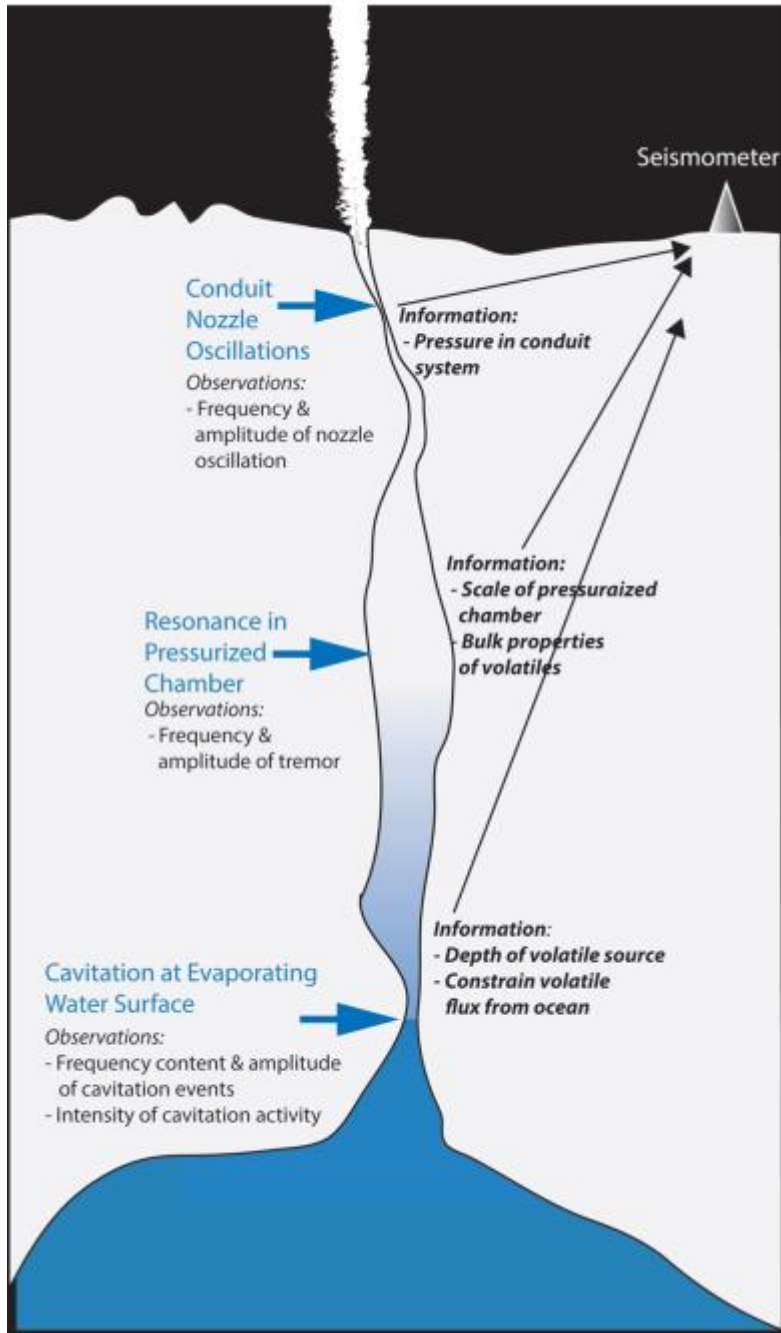 Seismometer
Conduit
Nozzle
Oscillations
Observations:
- Frequency &
amplitude of nozzle
oscillation
Information:
- Pressure in conduit
system
Resonance in
Pressurized
Chamber
Observations:
- Frequency &
amplitude of tremor
Information:
- Scale of pressuraized
chamber
- Bulk properties
of volatiles
Cavitation at Evaporating
Water Surface
Observations:
- Frequency content & amplitude
of cavitation events
- Intensity of cavitation activity
Information:
- Depth of volatile source
- Constrain volatile
flux from ocean